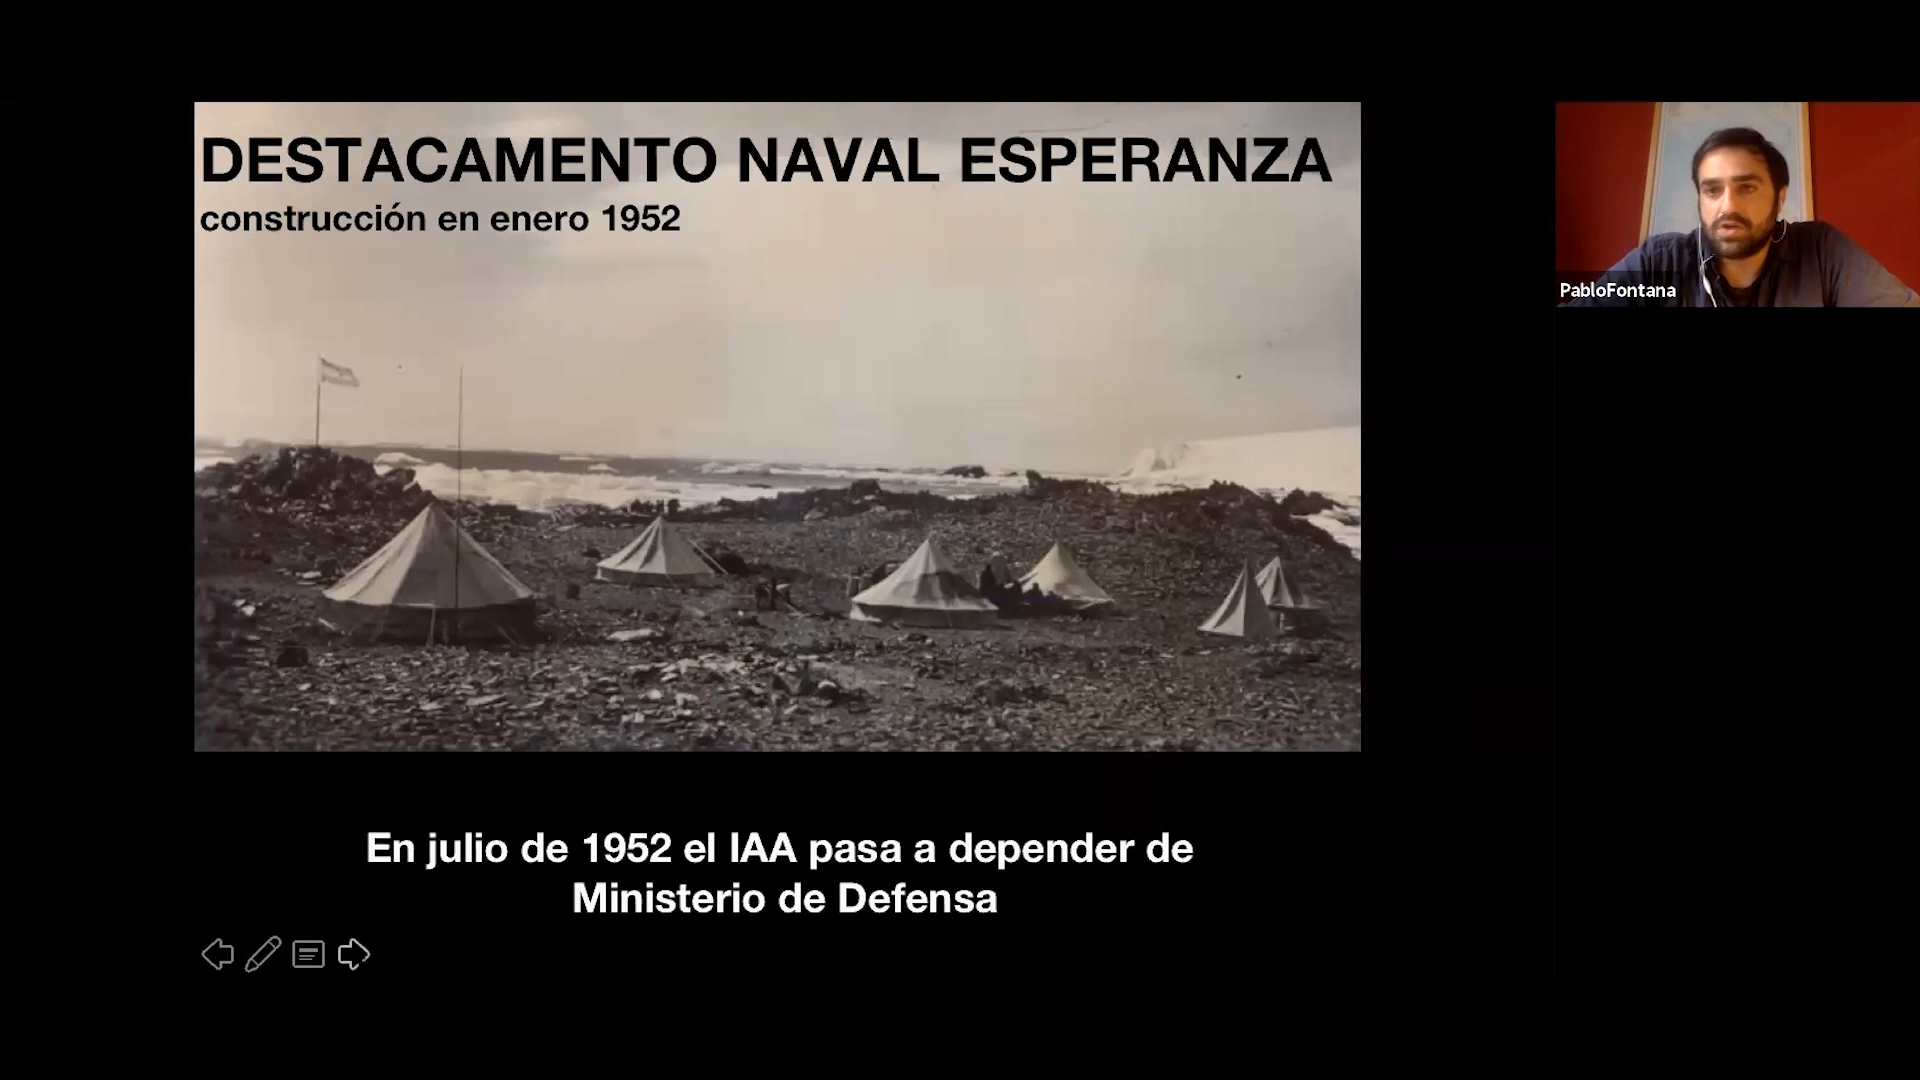 DESTACAMENTO NAVAL ESPERANZA
construcción en enero 1952
PabloFontana
En julio de 1952 el IAA pasa a depender de
Ministerio de Defensa